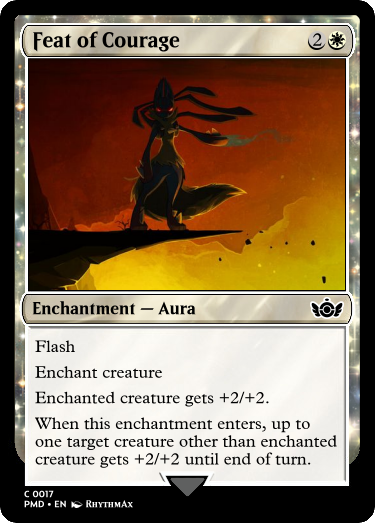 Feat of Courage 2
Enchantment — Aura
Flash
Enchant creature
Enchanted creature gets +2/+2.
When this enchantment enters, up to
one target creature other than enchanted
creature gets +2/+2 until end of turn.
C 0017
PMD • EN RhythmAx